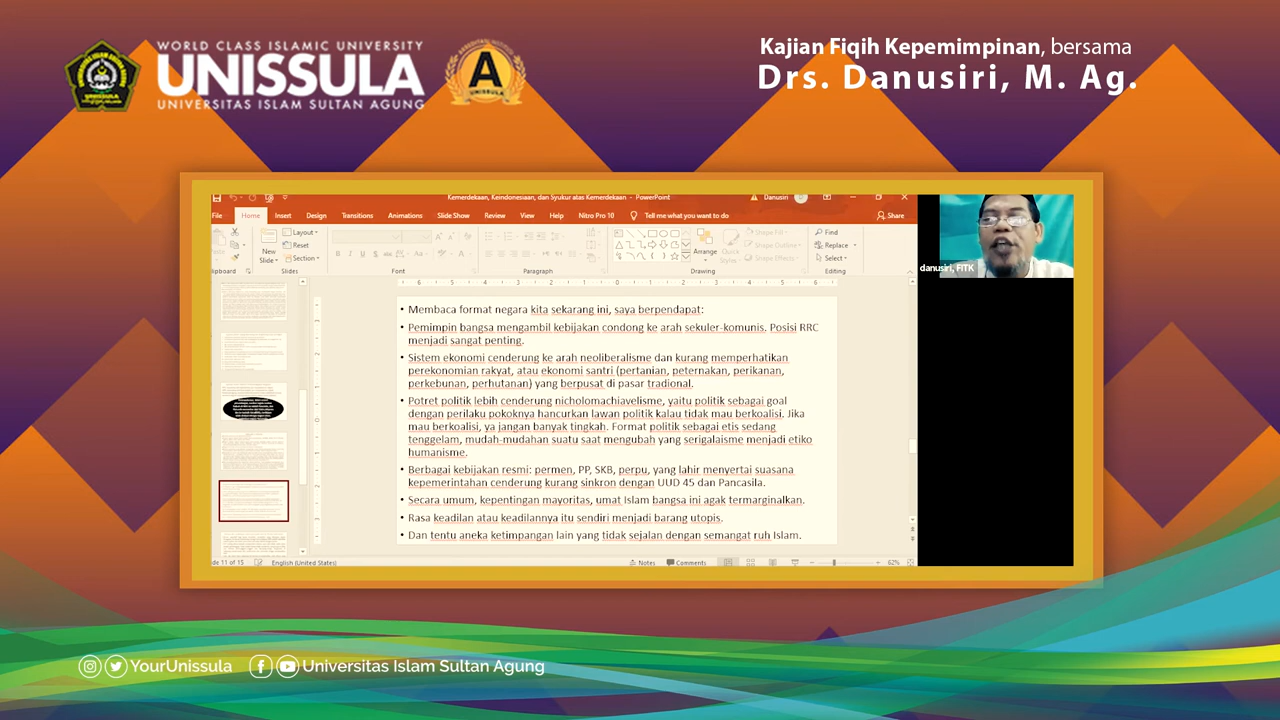 WORLD CLASS ISLAMIC UNIVERSITY
UNISSULA
UNIVERSITAS ISLAM SULTAN AGUNG
A
UNISSULA
Kajian Fiqih Kepemimpinan, bersama
Drs. Danusiri, M. Ag.
Kemerdekaan, Keindonesiaan, dan Syukur atas Kemerdekaan - PowerPoint
Danusiri
File Home Insert Design Transitions Animations Slide Show Review View Help Nitro Pro 10 Tell me what you want to do Share
New
Slide
Layout
Reset
Section
Arrange
Quick
Styles
Shape Fill
Shape Outline
Shape Effects
Find
Replace
Select
lipboard Slides Font Paragraph Drawing Editing
danusiri, FITK
• Membaca format negara kita sekarang ini, saya berpendapat:
• Pemimpin bangsa mengambil kebijakan condong ke arah sekuler-komunis. Posisi RRC
menjadi sangat penting.
• Sistem ekonomi cenderung ke arah neoliberalisme dan kurang memperhatikan
perekonomian rakyat, atau ekonomi santri (pertanian, peternakan, perikanan,
perkebunan, perhutanan) yang berpusat di pasar tradional.
• Potret politik lebih cenderung nicholomachiavelisme, yaitu politik sebagai goal
dengan perilaku pokoknya hancurkan lawan politik kalau tidak mau berkoalisi. Jika
mau berkoalisi, ya jangan banyak tingkah. Format politik sebagai etis sedang
tenggelam, mudah-mudahan suatu saat mengubah yang serigalaisme menjadi etiko
humanisme.
• Berbagai kebijakan resmi: permen, PP, SKB, perpu, yang lahir menyertai suasana
kepemerintahan cenderung kurang sinkron dengan UUD 45 dan Pancasila.
• Secara umum, kepentingan mayoritas, umat Islam bangsa ini agak termarginalkan.
• Rasa keadilan atau keadilannya itu sendiri menjadi barang utopis.
• Dan tentu aneka ketimpangan lain yang tidak sejalan dengan semangat ruh Islam.
de 11 of 15 English (United States) Notes Comments 62%
YourUnissula Universitas Islam Sultan Agung